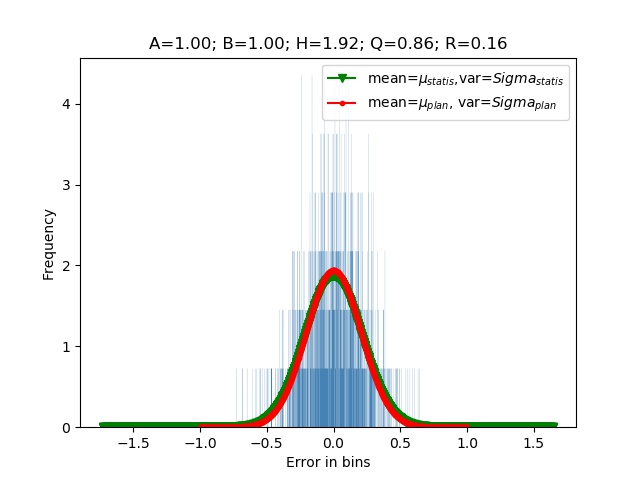 A=1.00; B=1.00; H=1.92; Q=0.86; R=0.16
mean=μstatis,var=Sigmastatis
mean=μplan, var=Sigmaplan
Frequency
4
3
2
1
0
−1.5 −1.0 −0.5 0.0 0.5 1.0 1.5
Error in bins